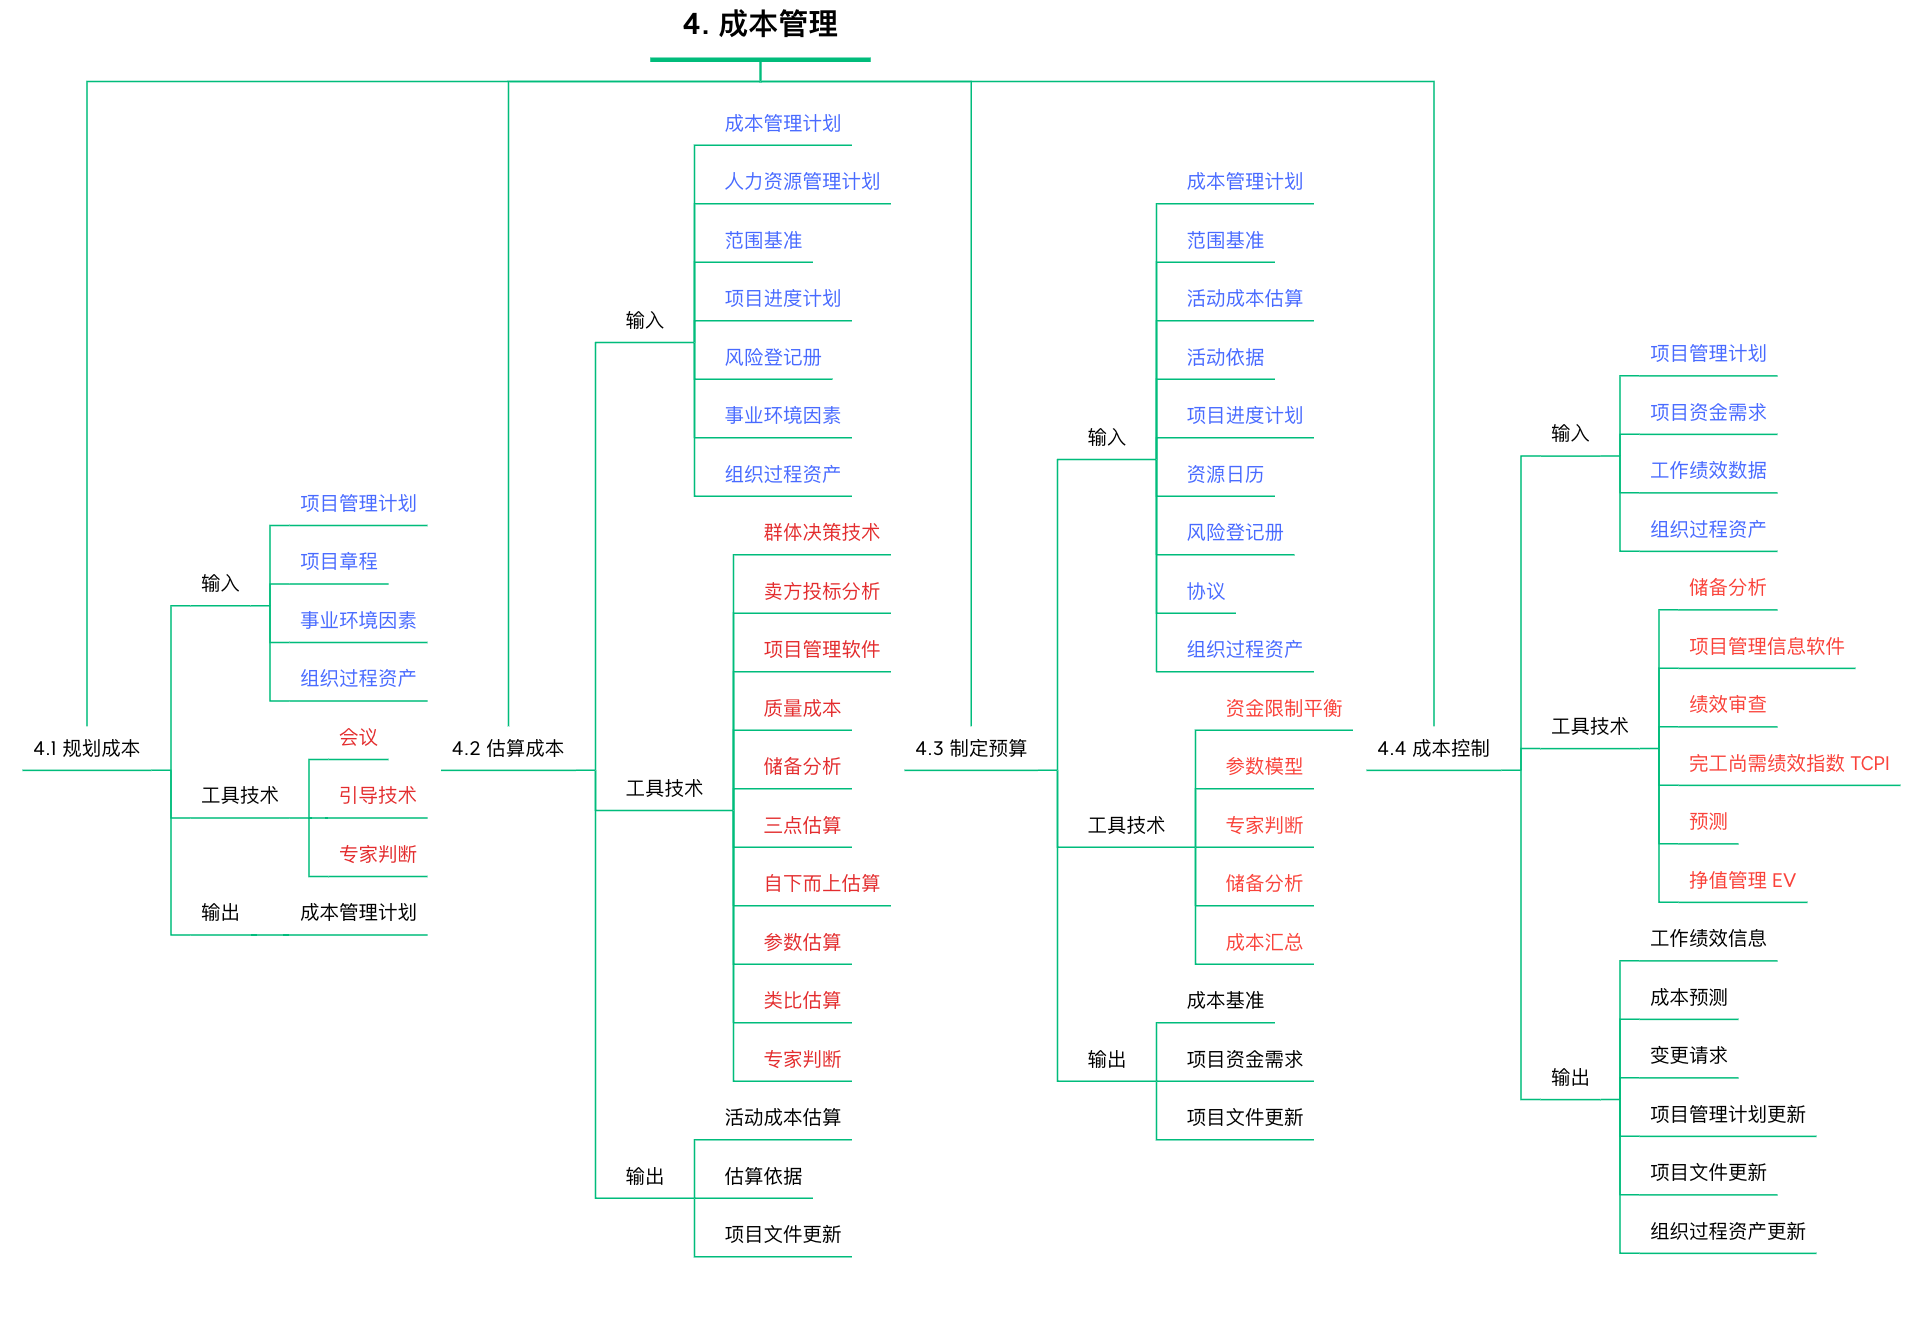 4. 成本管理
4.1 规划成本
输入
项目管理计划
项目章程
事业环境因素
组织过程资产
工具技术
会议
引导技术
专家判断
输出
成本管理计划
4.2 估算成本
输入
成本管理计划
人力资源管理计划
范围基准
项目进度计划
风险登记册
事业环境因素
组织过程资产
工具技术
群体决策技术
卖方投标分析
项目管理软件
质量成本
储备分析
三点估算
自下而上估算
参数估算
类比估算
专家判断
输出
活动成本估算
估算依据
项目文件更新
4.3 制定预算
输入
成本管理计划
范围基准
活动成本估算
活动依据
项目进度计划
资源日历
风险登记册
协议
组织过程资产
工具技术
资金限制平衡
参数模型
专家判断
储备分析
成本汇总
输出
成本基准
项目资金需求
项目文件更新
4.4 成本控制
输入
项目管理计划
项目资金需求
工作绩效数据
组织过程资产
工具技术
储备分析
项目管理信息软件
绩效审查
完工尚需绩效指数 TCPI
预测
挣值管理 EV
输出
工作绩效信息
成本预测
变更请求
项目管理计划更新
项目文件更新
组织过程资产更新